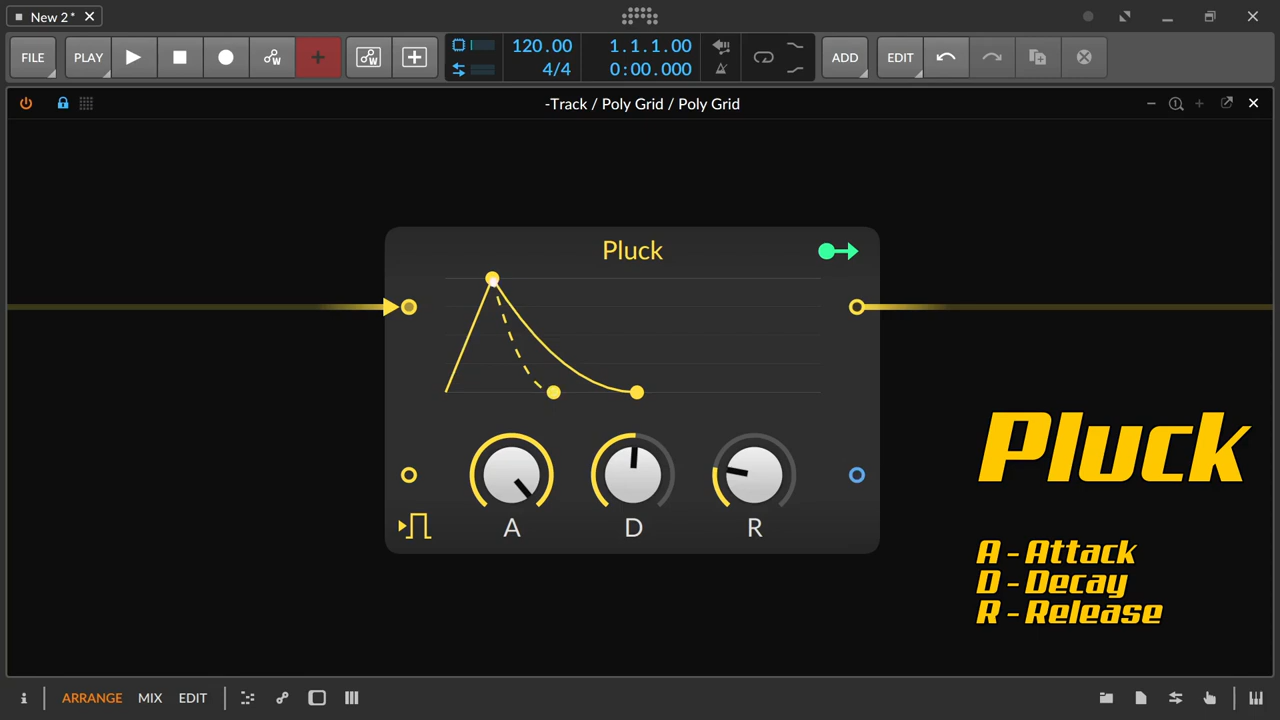 New 2*
FILE
PLAY
120.00
4/4
1.1.1.00
0:00.000
ADD
EDIT
-Track / Poly Grid / Poly Grid
Pluck
A
D
R
Pluck
A - Attack
D - Decay
R - Release
ARRANGE
MIX
EDIT